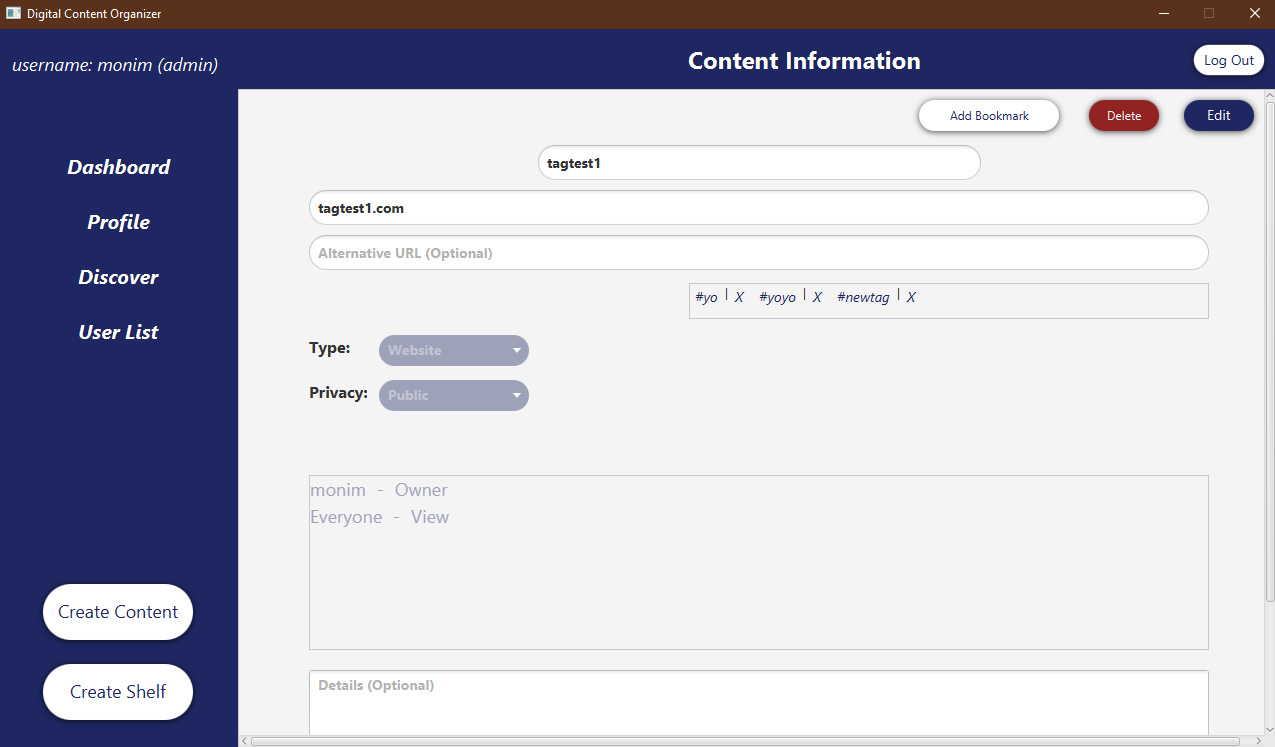 Digital Content Organizer
username: monim (admin)
Content Information
Log Out
Add Bookmark
Delete
Edit
Dashboard
Profile
Discover
User List
Create Content
Create Shelf
tagtest1
tagtest1.com
Alternative URL (Optional)
#yo | X #yoyo | X #newtag | X
Type: Website
Privacy: Public
monim - Owner
Everyone - View
Details (Optional)